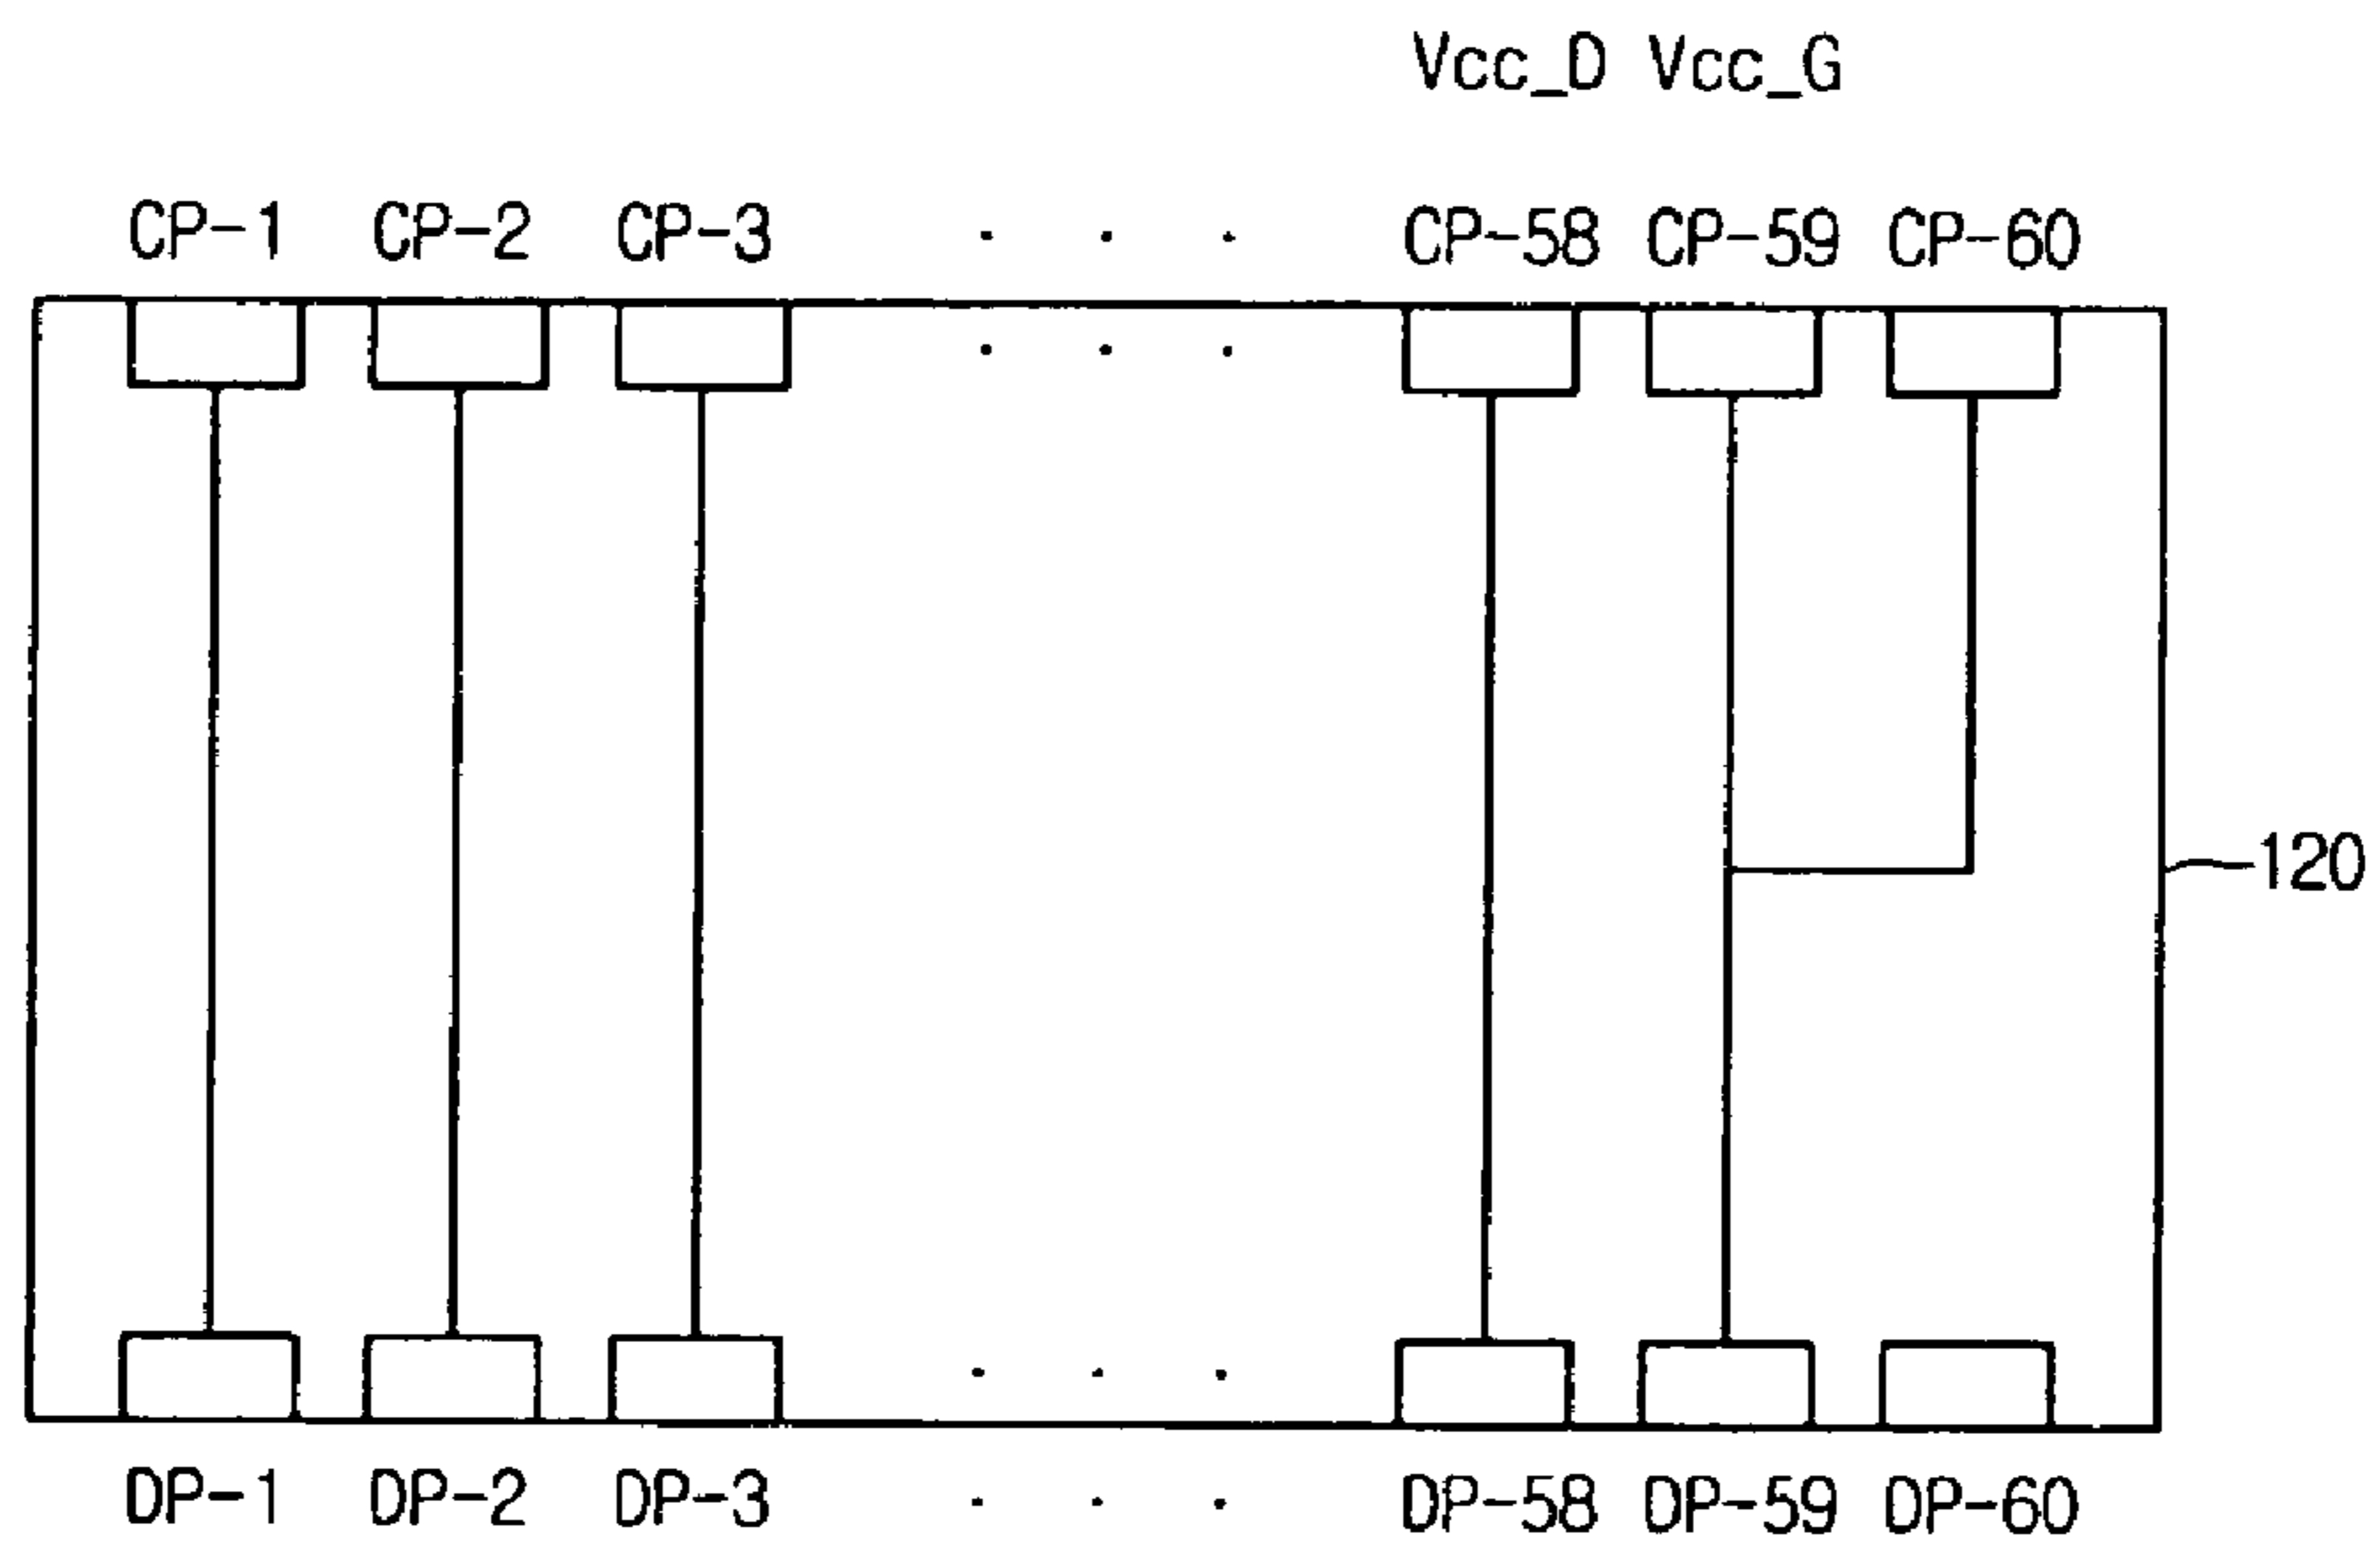 Vcc_D Vcc_G
CP-1 CP-2 CP-3 . . . CP-58 CP-59 CP-60
120
DP-1 DP-2 DP-3 . . . DP-58 DP-59 DP-60